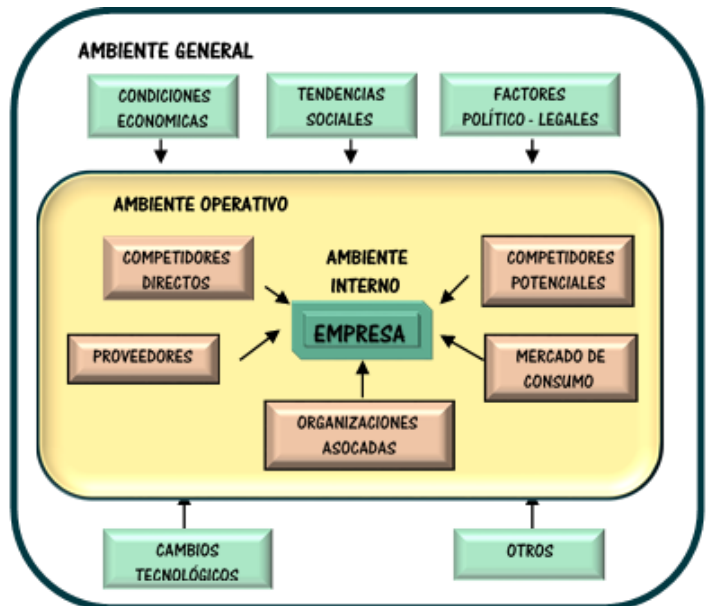 AMBIENTE GENERAL
CONDICIONES
ECONOMICAS
TENDENCIAS
SOCIALES
FACTORES
POLÍTICO - LEGALES
AMBIENTE OPERATIVO
COMPETIDORES
DIRECTOS
AMBIENTE
INTERNO
COMPETIDORES
POTENCIALES
EMPRESA
PROVEEDORES
MERCADO DE
CONSUMO
ORGANIZACIONES
ASOCADAS
CAMBIOS
TECNOLÓGICOS
OTROS